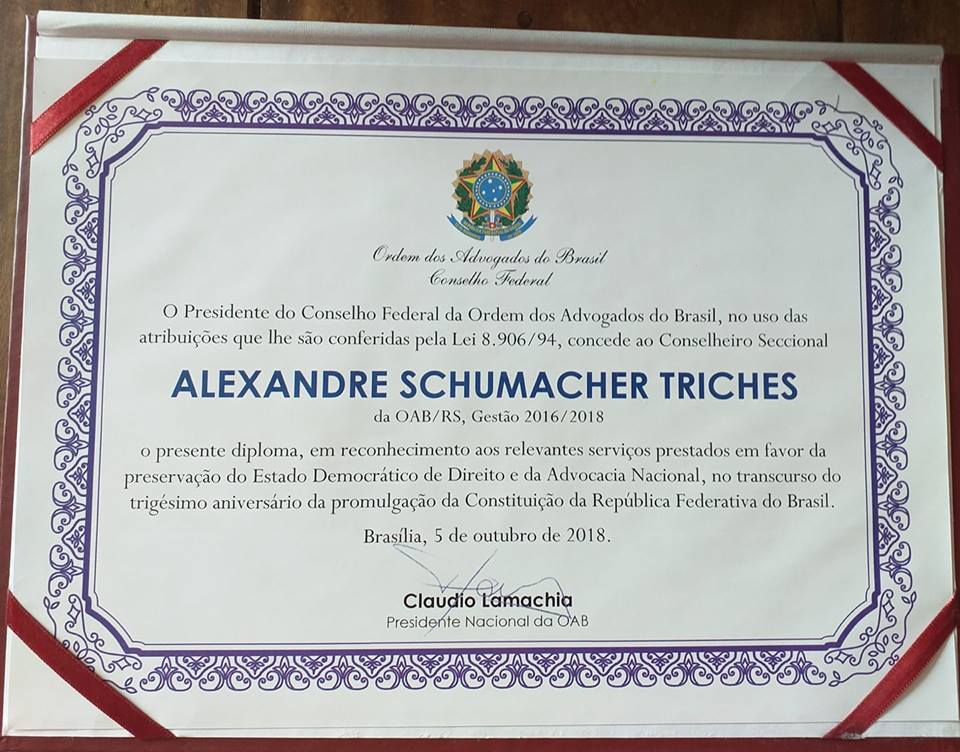 Ordem dos Advogados do Brasil
Conselho Federal
O Presidente do Conselho Federal da Ordem dos Advogados do Brasil, no uso das
atribuições que lhe são conferidas pela Lei 8.906/94, concede ao Conselheiro Seccional
ALEXANDRE SCHUMACHER TRICHES
da OAB/RS, Gestão 2016/2018
o presente diploma, em reconhecimento aos relevantes serviços prestados em favor da
preservação do Estado Democrático de Direito e da Advocacia Nacional, no transcurso do
trigésimo aniversário da promulgação da Constituição da República Federativa do Brasil.
Brasília, 5 de outubro de 2018.
Claudio Lamachia
Presidente Nacional da OAB